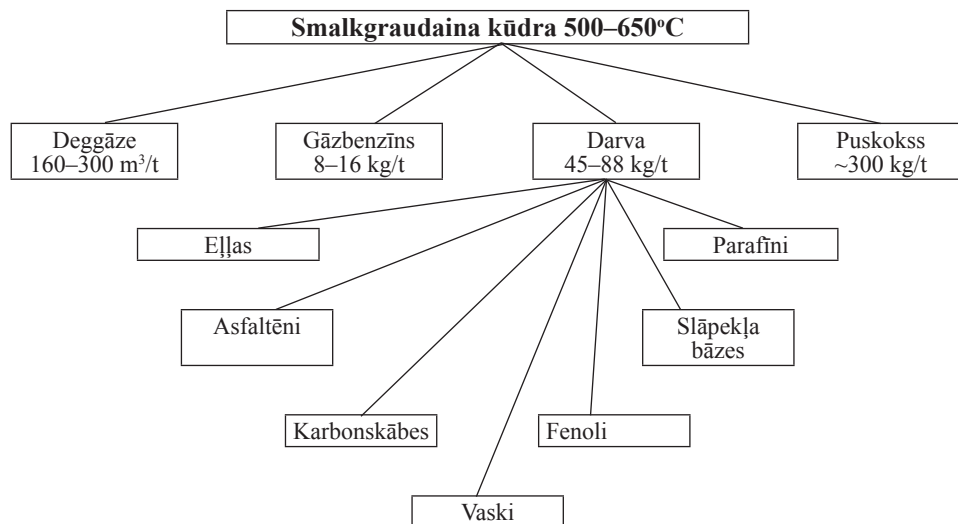 Smalkgraudaina kūdra 500–650°C
Deggāze
160–300 m³/t
Gāzbenzīns
8–16 kg/t
Darva
45–88 kg/t
Puskokss
~300 kg/t
Eļļas
Parafīni
Asfaltēni
Slāpekļa
bāzes
Karbonskābes
Fenoli
Vaski